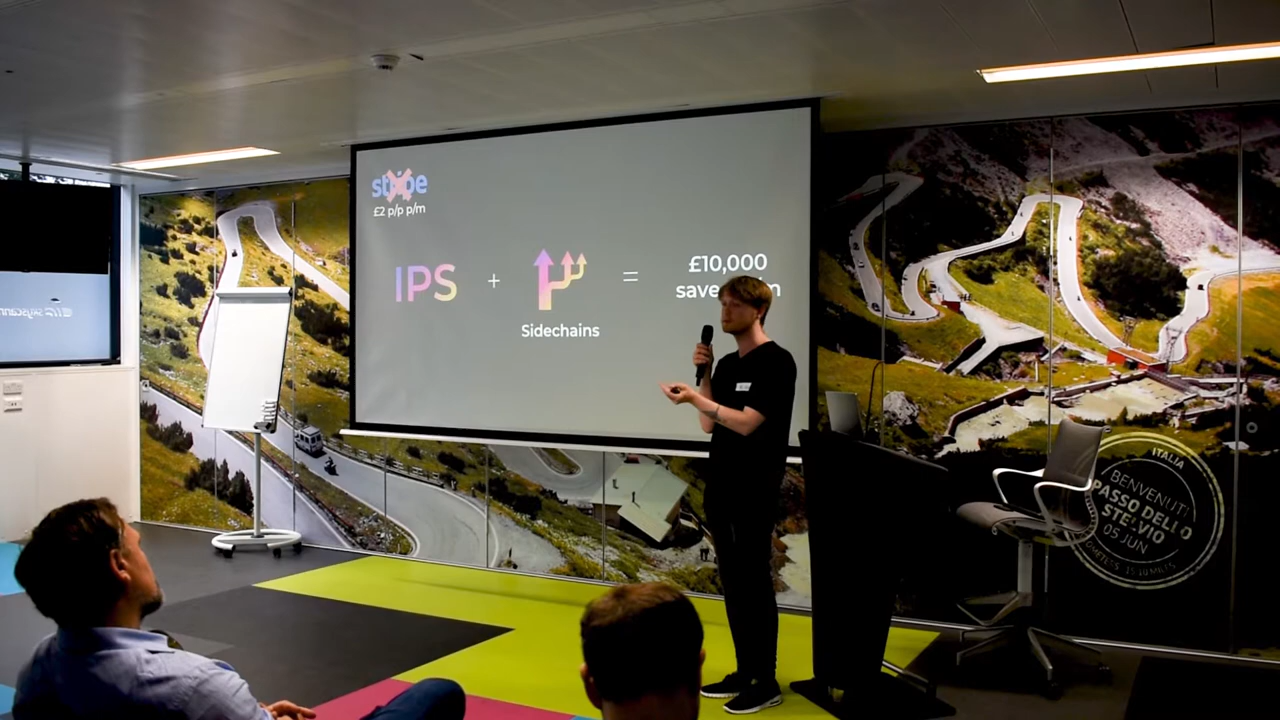 stripe
£2 p/p p/m
IPS
+
=
£10,000
Sidechains
ITALIA
BENVENUTI
PASSO DELLO
STELVIO
05 JUN